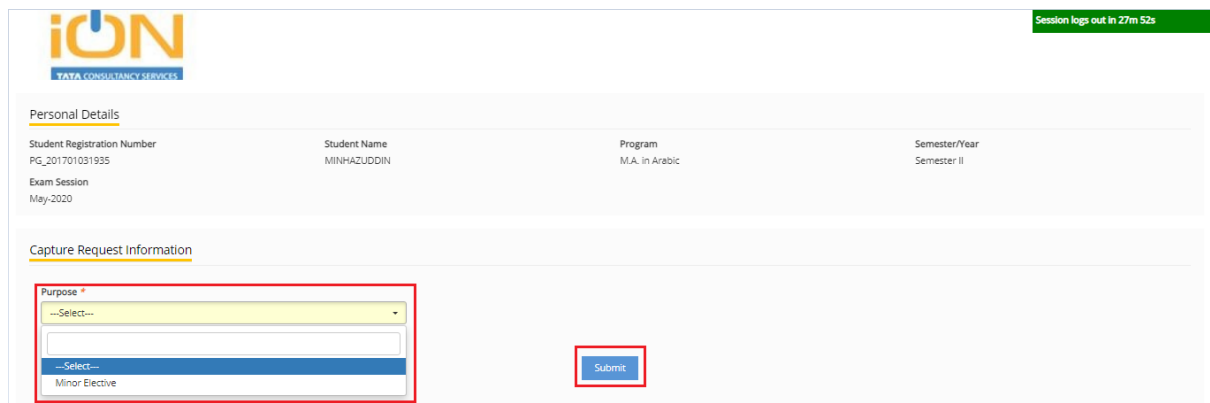 iON
TATA CONSULTANCY SERVICES
Session logs out in 27m 52s
Personal Details
Student Registration Number Student Name Program Semester/Year
PG_201701031935 MINHAZUDDIN M.A. in Arabic Semester II
Exam Session
May-2020
Capture Request Information
Purpose *
---Select---
---Select---
Minor Elective
Submit